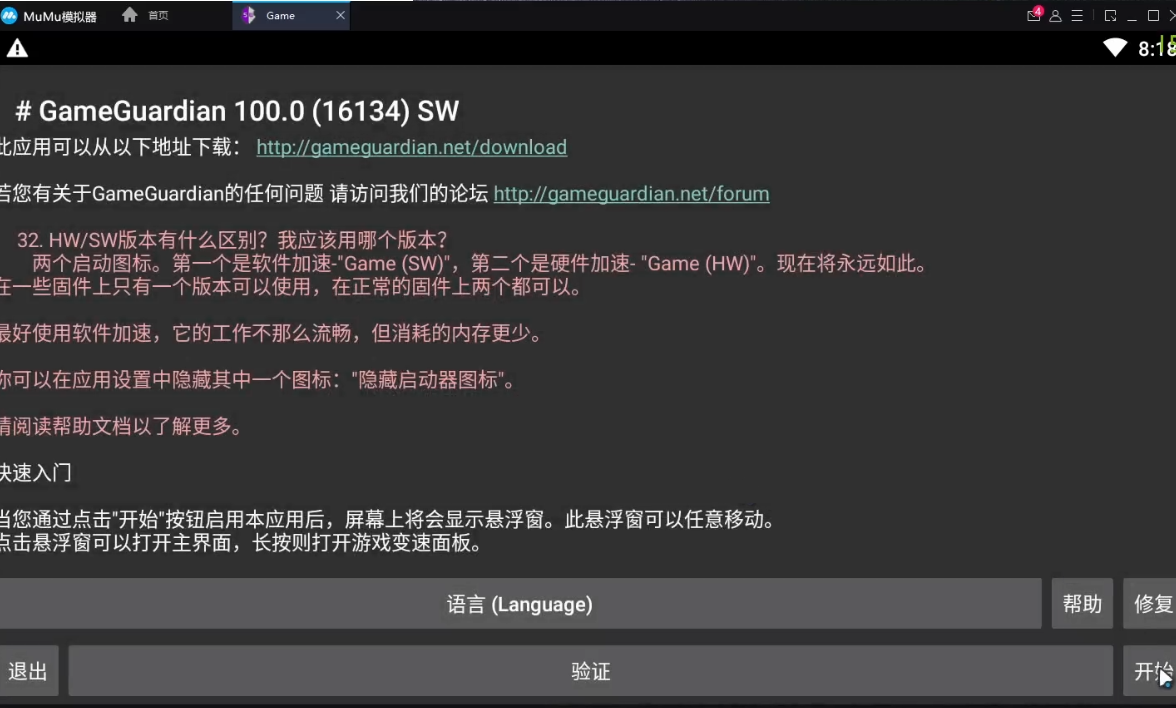 MuMu模拟器 首页 Game 4
# GameGuardian 100.0 (16134) SW
此应用可以从以下地址下载： http://gameguardian.net/download
若您有关于GameGuardian的任何问题 请访问我们的论坛 http://gameguardian.net/forum
32. HW/SW版本有什么区别？我应该用哪个版本？
两个启动图标。第一个是软件加速-"Game (SW)"，第二个是硬件加速- "Game (HW)"。现在将永远如此。
在一些固件上只有一个版本可以使用，在正常的固件上两个都可以。
最好使用软件加速，它的工作不那么流畅，但消耗的内存更少。
你可以在应用设置中隐藏其中一个图标："隐藏启动器图标"。
请阅读帮助文档以了解更多。
快速入门
当您通过点击"开始"按钮启用本应用后，屏幕上将会显示悬浮窗。此悬浮窗可以任意移动。
点击悬浮窗可以打开主界面，长按则打开游戏变速面板。
语言 (Language) 帮助 修复
退出 验证 开始